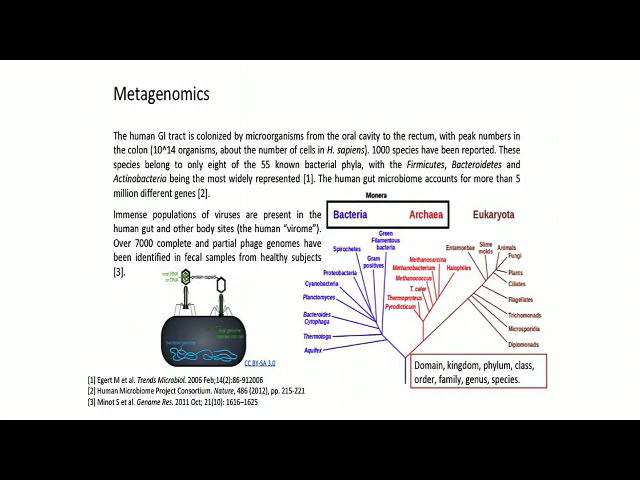 Metagenomics
The human GI tract is colonized by microorganisms from the oral cavity to the rectum, with peak numbers in
the colon (10^14 organisms, about the number of cells in H. sapiens). 1000 species have been reported. These
species belong to only eight of the 55 known bacterial phyla, with the Firmicutes, Bacteroidetes and
Actinobacteria being the most widely represented [1]. The human gut microbiome accounts for more than 5
million different genes [2].
Immense populations of viruses are present in the
human gut and other body sites (the human “virome”).
Over 7000 complete and partial phage genomes have
been identified in fecal samples from healthy subjects
[3].
viral RNA
or DNA
protein capsid
bacterial genome
CC BY-SA 3.0
Monera
Bacteria
Archaea
Eukaryota
Green
Filamentous
bacteria
Spirochetes
Gram
positives
Proteobacteria
Cyanobacteria
Planctomyces
Bacteroides
Cytophaga
Thermotoga
Aquifex
Methanosarcina
Methanobacterium
Halophiles
Methanococcus
T. celer
Thermoproteus
Pyrodicticum
Entamoebae
Slime
molds
Animals
Fungi
Plants
Ciliates
Flagellates
Trichomonads
Microsporidia
Diplomonads
Domain, kingdom, phylum, class,
order, family, genus, species.
[1] Egert M et al. Trends Microbiol. 2006 Feb;14(2):86-912006
[2] Human Microbiome Project Consortium. Nature, 486 (2012), pp. 215-221
[3] Minot S et al. Genome Res. 2011 Oct; 21(10): 1616–1625